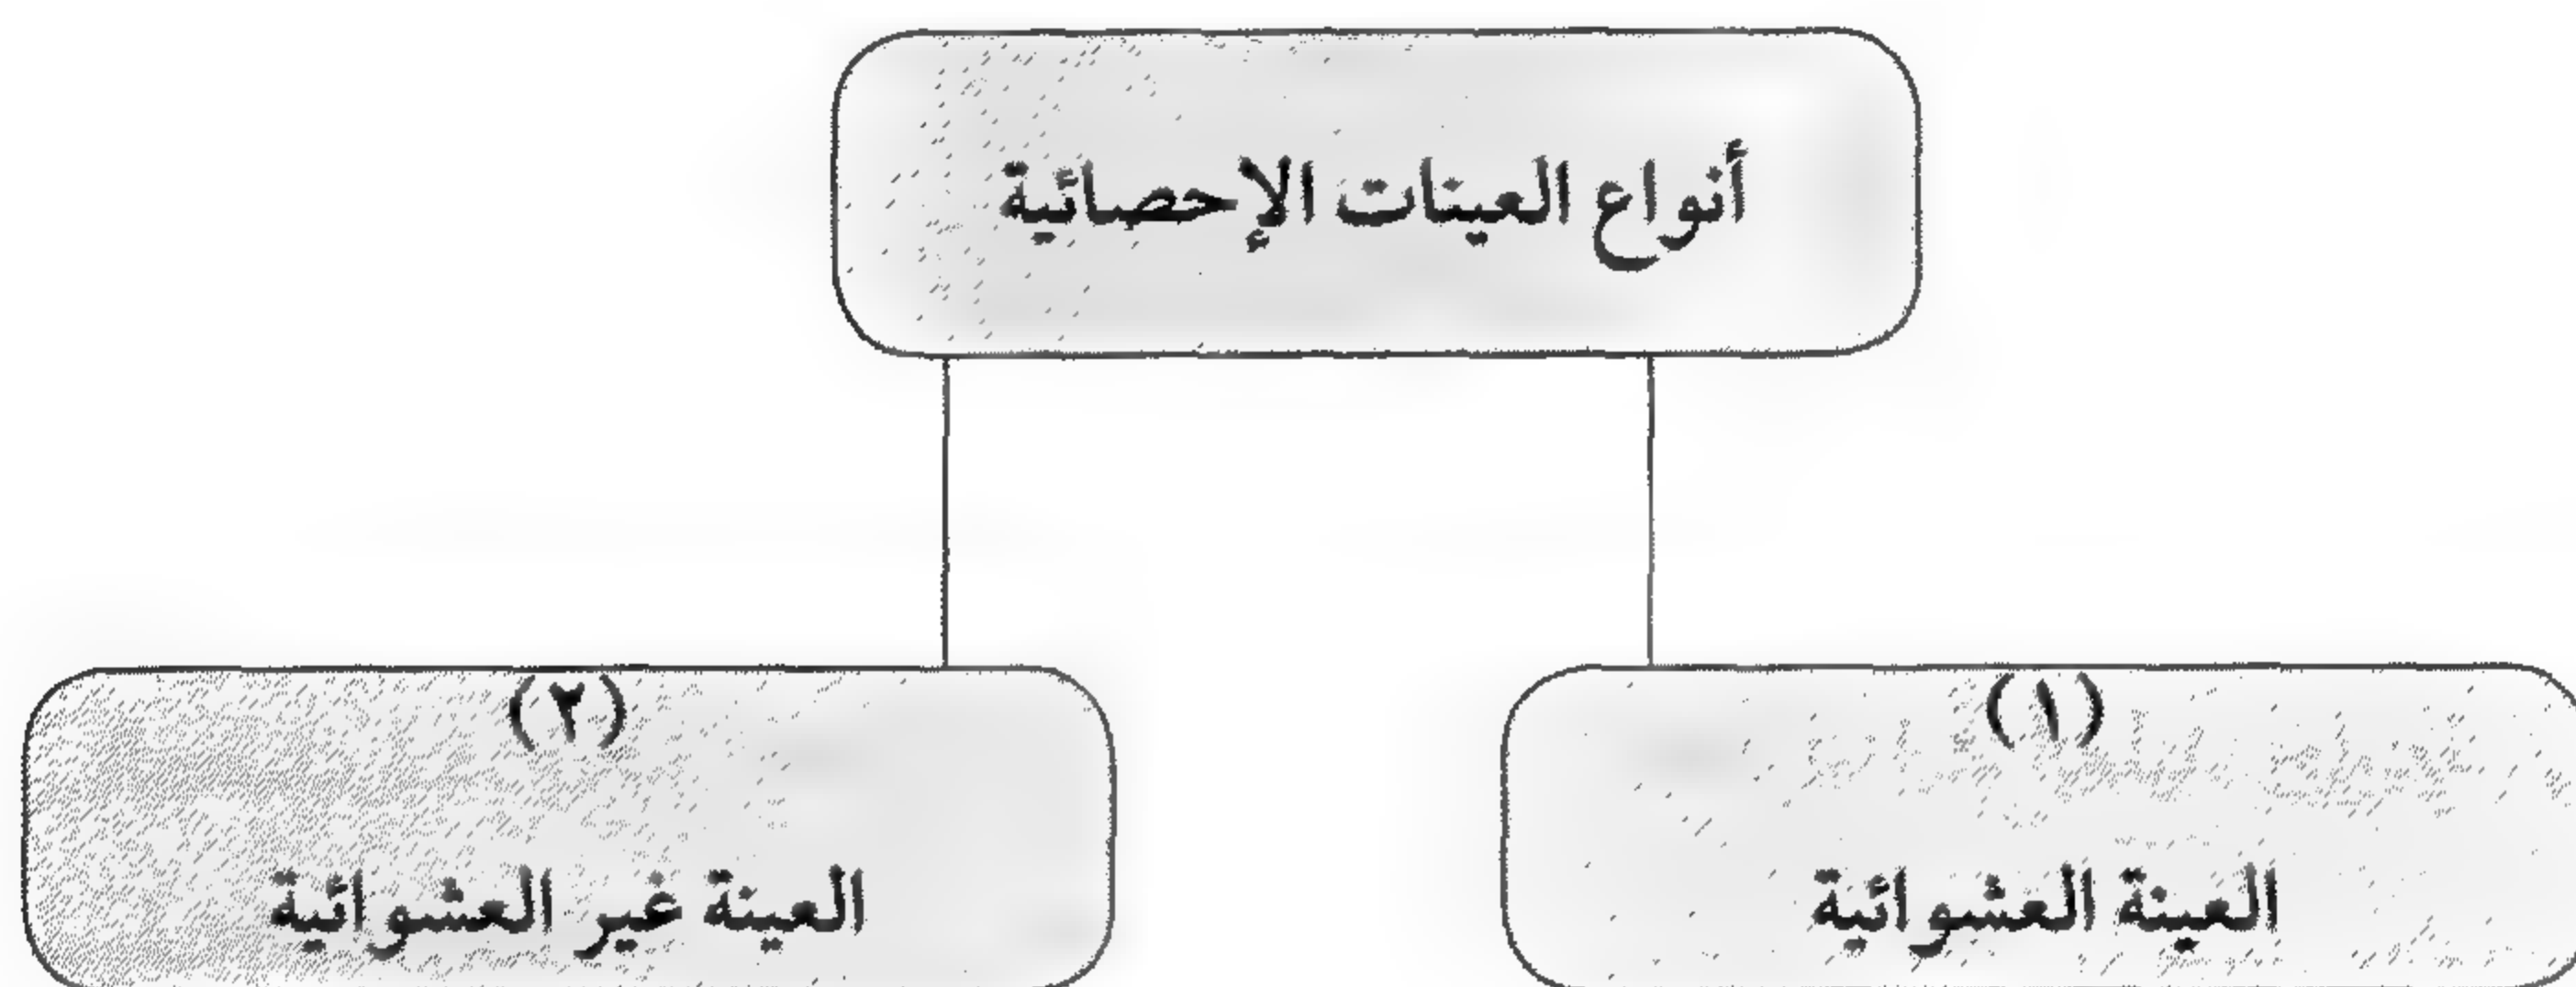 أنواع العينات الإحصائية
(١)
العينة العشوائية
(٢)
العينة غير العشوائية